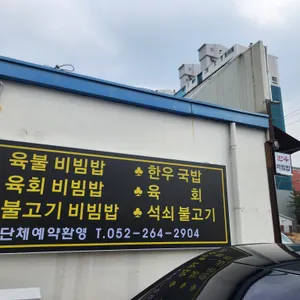 육불 비빔밥 ♣ 한우 국밥
육회 비빔밥 ♣ 육 회
불고기 비빔밥 ♣ 석쇠 불고기
단체예약환영 T.052-264-2904